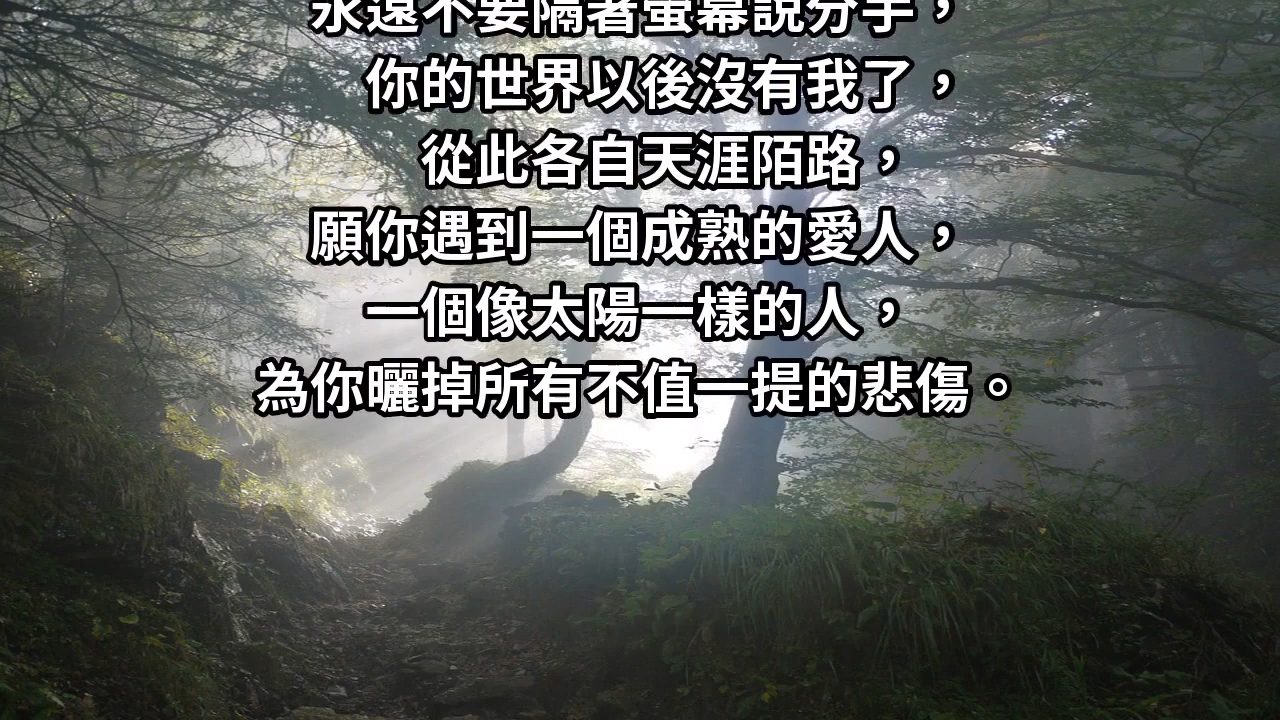 永遠不要隔著螢幕說分手，
你的世界以後沒有我了，
從此各自天涯陌路，
願你遇到一個成熟的愛人，
一個像太陽一樣的人，
為你曬掉所有不值一提的悲傷。